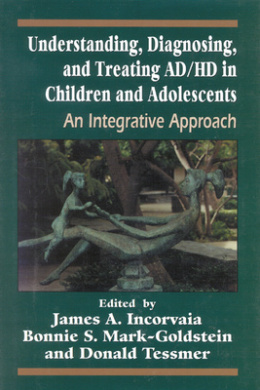 Understanding, Diagnosing,
and Treating AD/HD in
Children and Adolescents
An Integrative Approach
Edited by
James A. Incorvaia
Bonnie S. Mark-Goldstein
and Donald Tessmer